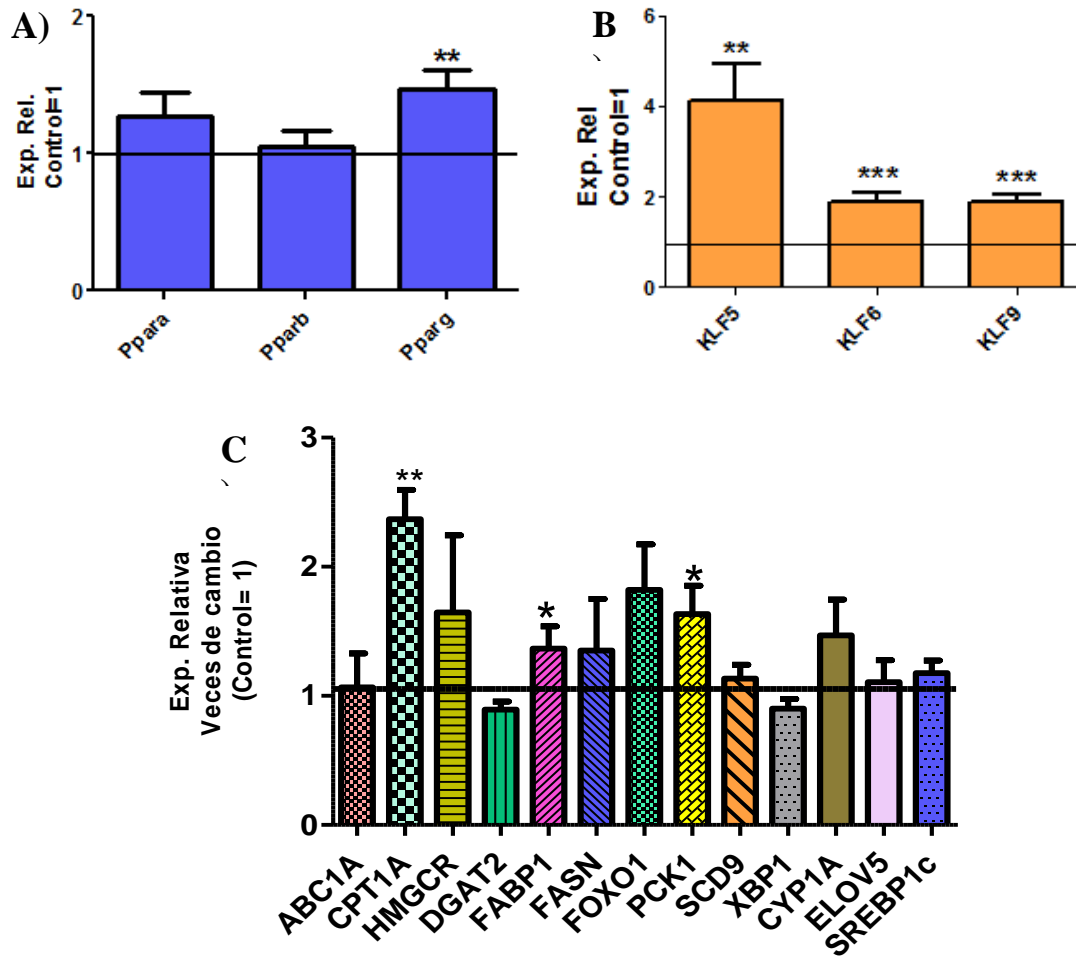 A)
2
1
0
Exp. Rel.
Control=1
**
Ppara
Pparb
Pparg
B
6
4
2
0
Exp. Rel
Control=1
**
***
***
KLF5
KLF6
KLF9
C
3
2
1
0
Exp. Relativa
Veces de cambio
(Control= 1)
**
*
*
ABC1A
CPT1A
HMGCR
DGAT2
FABP1
FASN
FOXO1
PCK1
SCD9
XBP1
CYP1A
ELOV5
SREBP1c